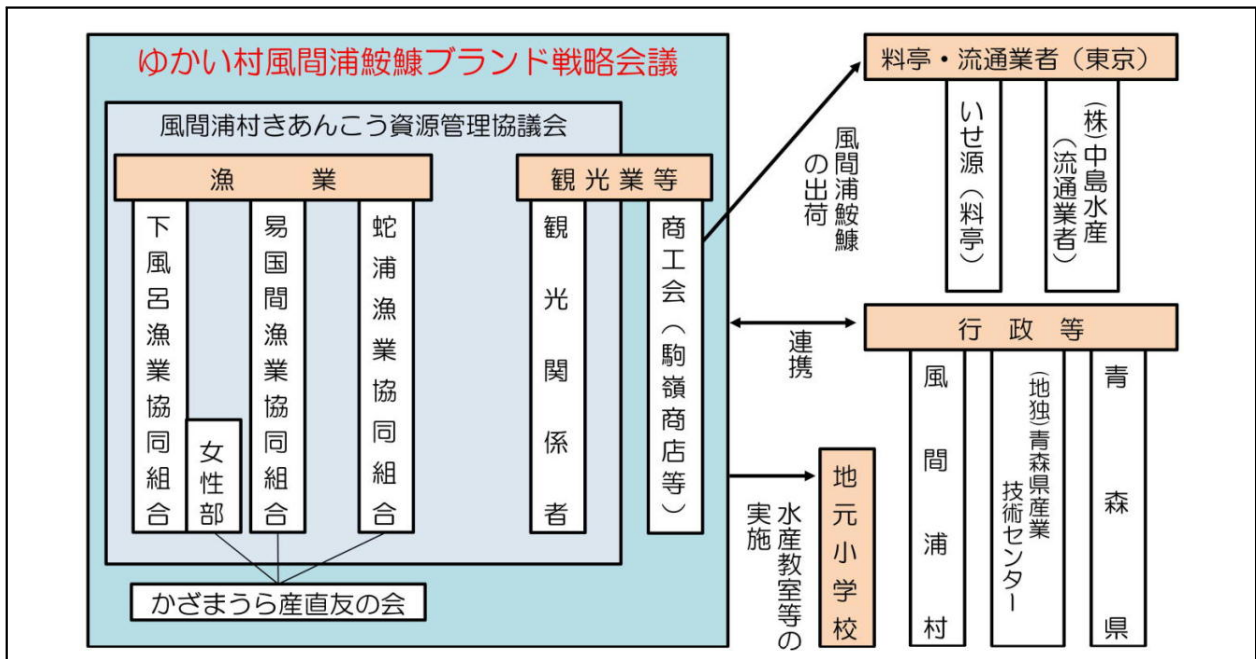 ゆかい村風間浦鮟鱇ブランド戦略会議
風間浦村きあんこう資源管理協議会
漁業
下風呂漁業協同組合
女性部
易国間漁業協同組合
蛇浦漁業協同組合
観光業等
観光関係者
商工会（駒嶺商店等）
かざまうら産直友の会
風間浦鮟鱇
の出荷
料亭・流通業者（東京）
いせ源（料亭）
(株)中島水産
（流通業者）
連携
行政等
風間浦村
(地独)青森県産業
技術センター
青森県
水産教室等の
実施
地元小学校